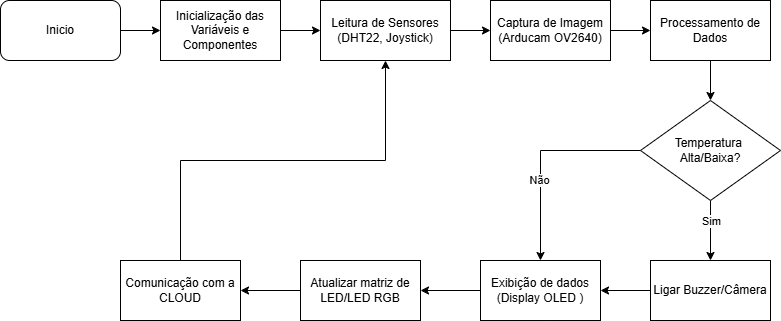 Inicio
Inicialização das
Variáveis e
Componentes
Leitura de Sensores
(DHT22, Joystick)
Captura de Imagem
(Arducam OV2640)
Processamento de
Dados
Temperatura
Alta/Baixa?
Não
Sim
Comunicação com a
CLOUD
Atualizar matriz de
LED/LED RGB
Exibição de dados
(Display OLED )
Ligar Buzzer/Câmera